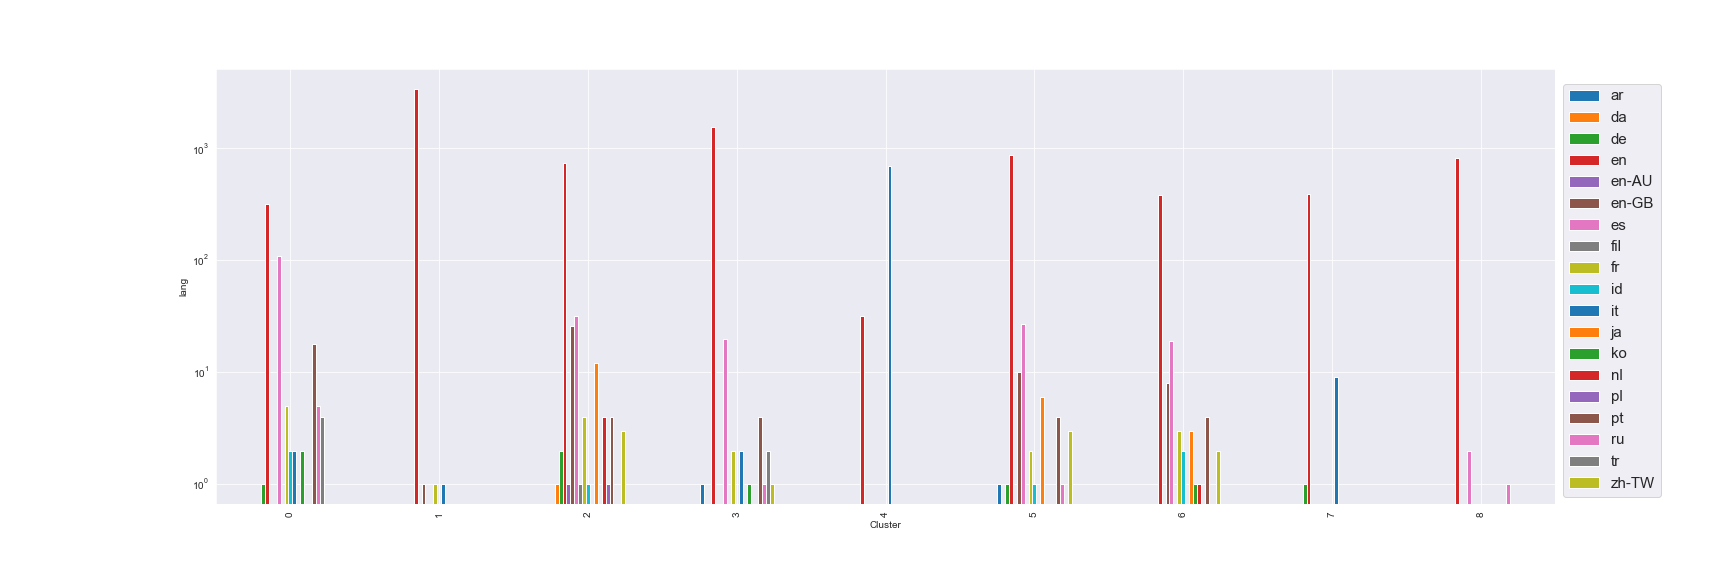 10³
10²
10¹
10⁰
lang
0
1
2
3
4
5
6
7
8
Cluster
ar
da
de
en
en-AU
en-GB
es
fil
fr
id
it
ja
ko
nl
pl
pt
ru
tr
zh-TW